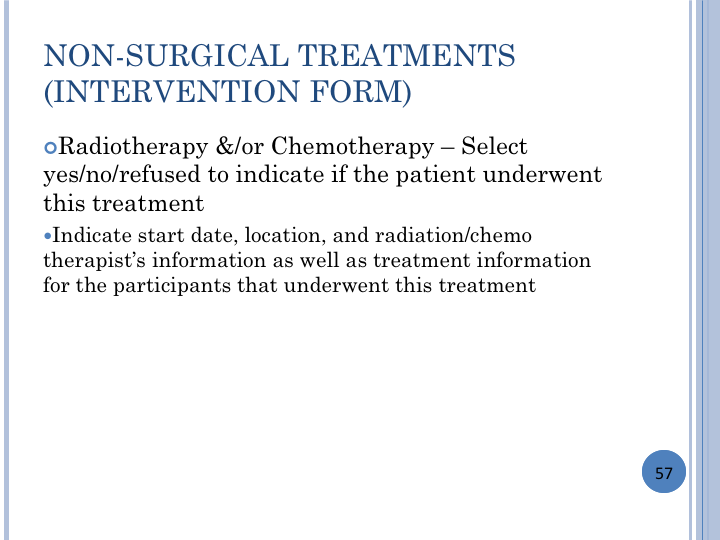 NON-SURGICAL TREATMENTS
(INTERVENTION FORM)
Radiotherapy &/or Chemotherapy – Select
yes/no/refused to indicate if the patient underwent
this treatment
•Indicate start date, location, and radiation/chemo
therapist’s information as well as treatment information
for the participants that underwent this treatment
57